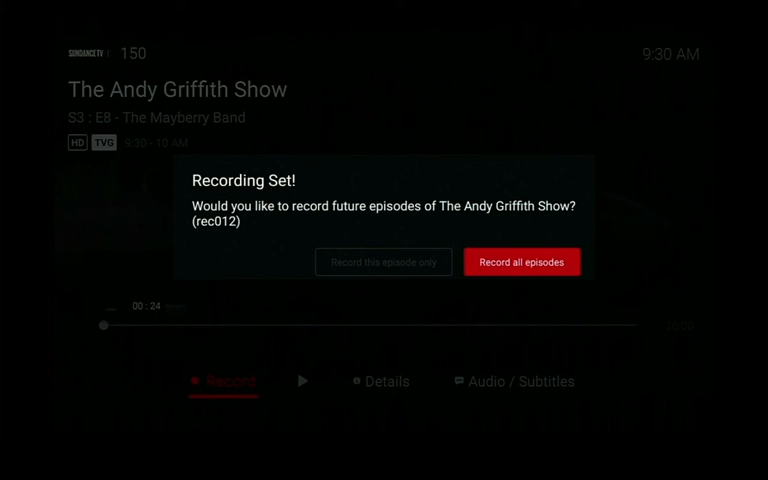 SUNDANCE TV 150
9:30 AM
The Andy Griffith Show
S3 : E8 - The Mayberry Band
HD TVG 9:30 - 10 AM
Recording Set!
Would you like to record future episodes of The Andy Griffith Show?
(rec012)
Record this episode only
Record all episodes
00 : 24
Record
Details
Audio / Subtitles